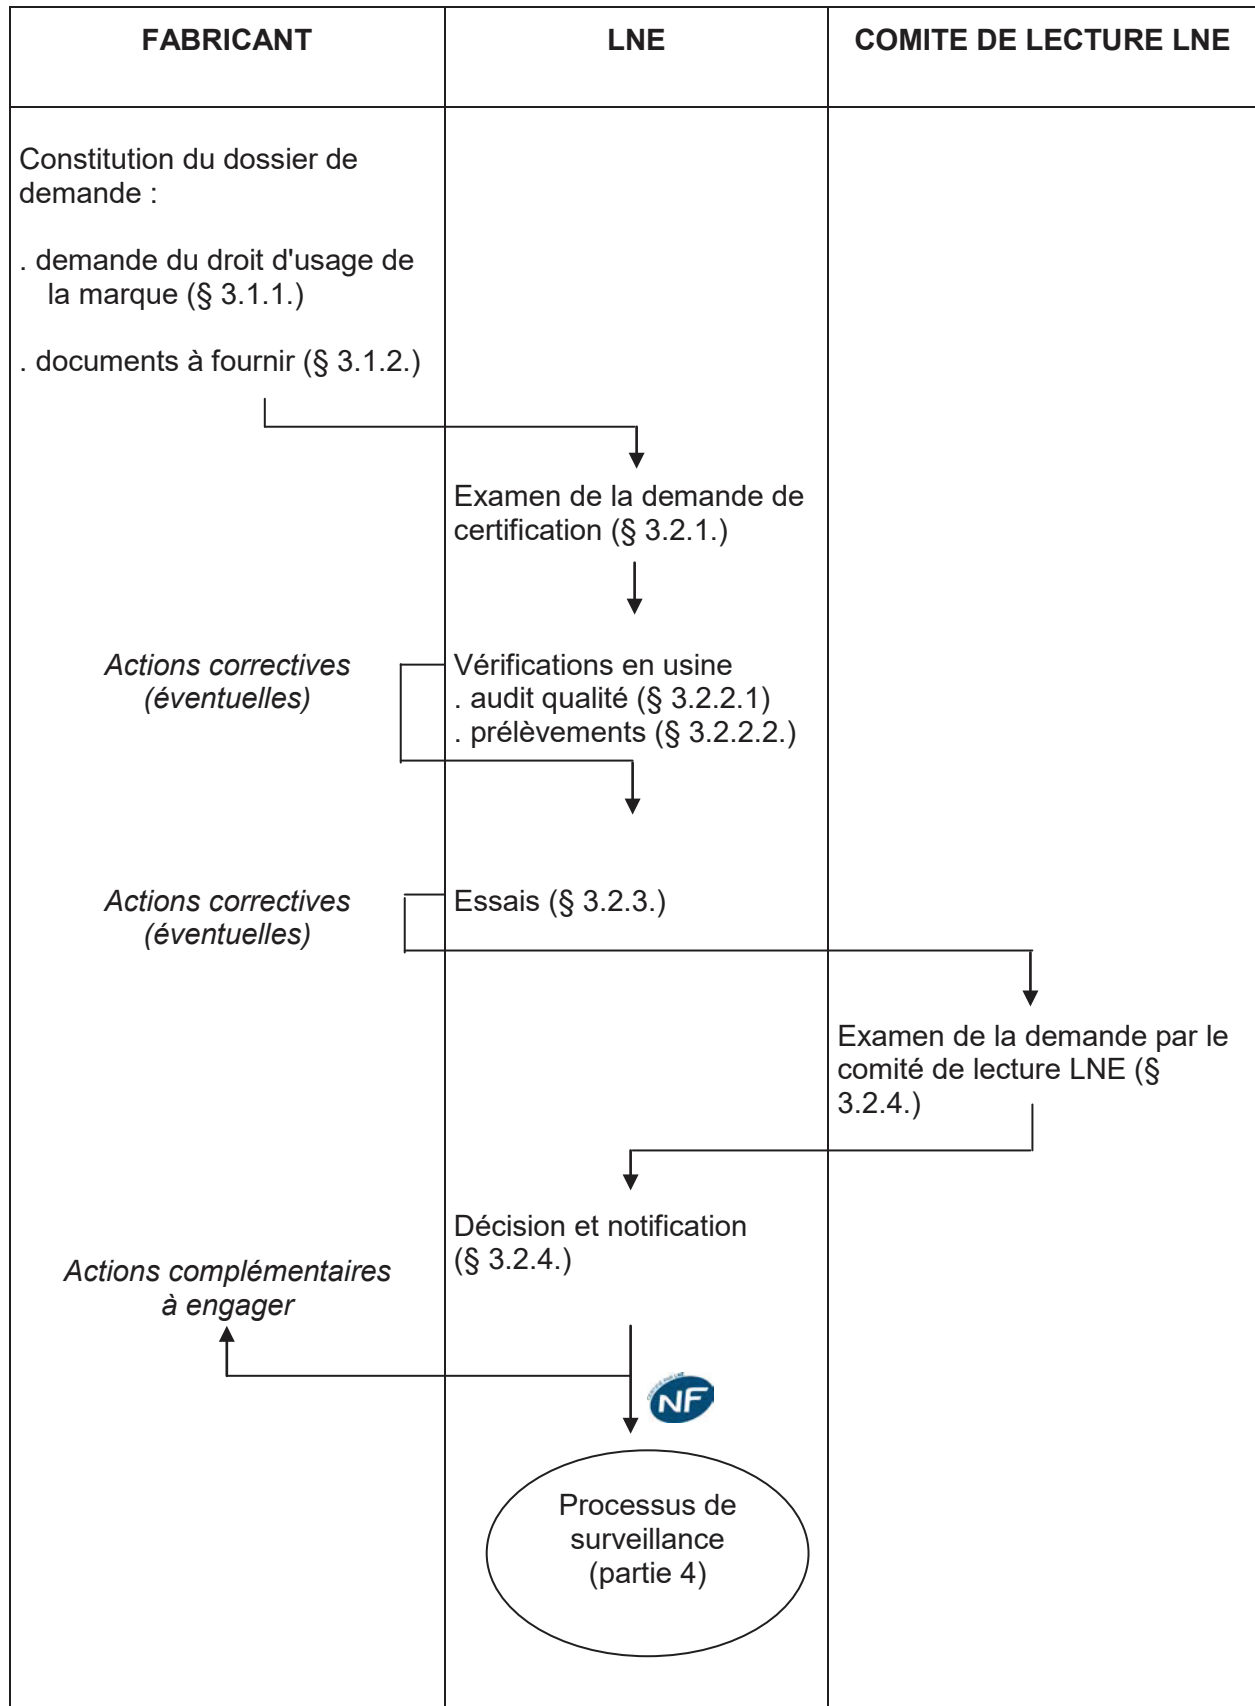 FABRICANT
LNE
COMITE DE LECTURE LNE
Constitution du dossier de
demande :
. demande du droit d'usage de
la marque (§ 3.1.1.)
. documents à fournir (§ 3.1.2.)
Examen de la demande de
certification (§ 3.2.1.)
Actions correctives
(éventuelles)
Vérifications en usine
. audit qualité (§ 3.2.2.1)
. prélèvements (§ 3.2.2.2.)
Actions correctives
(éventuelles)
Essais (§ 3.2.3.)
Examen de la demande par le
comité de lecture LNE (§
3.2.4.)
Décision et notification
(§ 3.2.4.)
Actions complémentaires
à engager
CERTIFIÉ PAR LNE
NF
Processus de
surveillance
(partie 4)